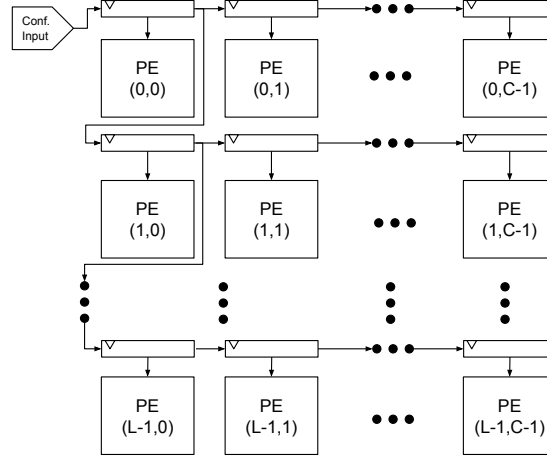 Conf.
Input
PE
(0,0)
PE
(0,1)
PE
(0,C-1)
PE
(1,0)
PE
(1,1)
PE
(1,C-1)
PE
(L-1,0)
PE
(L-1,1)
PE
(L-1,C-1)